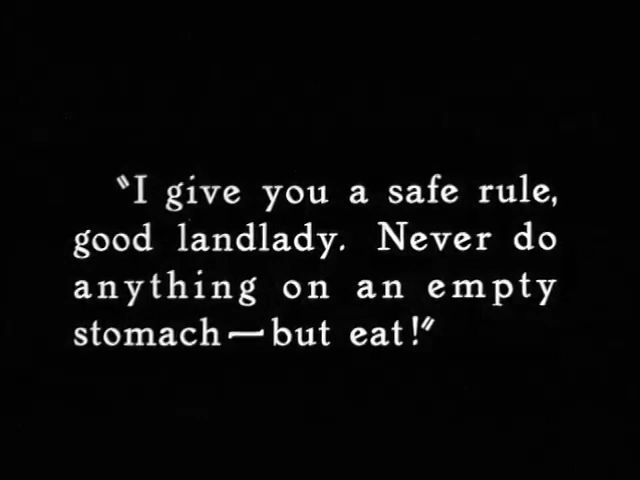 "I give you a safe rule,
good landlady. Never do
anything on an empty
stomach—but eat!"